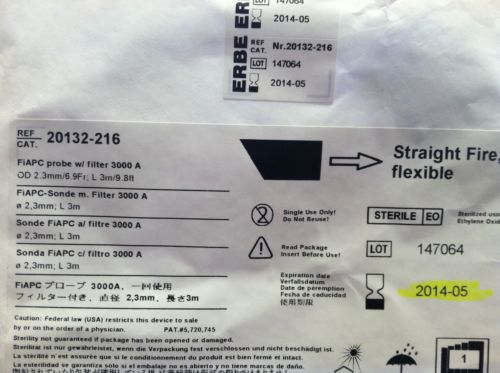 147064
2014-05
ERBE ERBE
REF CAT. Nr.20132-216
LOT 147064
2014-05
REF CAT. 20132-216
FiAPC probe w/ filter 3000 A
OD 2.3mm/6.9Fr; L 3m/9.8ft
FiAPC-Sonde m. Filter 3000 A
ø 2,3mm; L 3m
Sonde FiAPC a/ filtre 3000 A
ø 2,3mm; L 3m
Sonda FiAPC c/ filtro 3000 A
ø 2,3mm; L 3m
FiAPC プローブ 3000A、一回使用
フィルター付き、直径 2,3mm、長さ3m
Caution: Federal law (USA) restricts this device to sale
by or on the order of a physician. PAT.#5,720,745
Sterility not guaranteed if package has been opened or damaged.
Sterilität nur gewährleistet, wenn die Verpackung fest verschlossen und nicht beschädigt ist.
La stérilité n'est assurée que si le conditionnement du produit est bien fermé et intact.
La esterilidad se garantiza sólo si el embalaje no es abierto y no tiene marcas de daño.
Straight Fire,
flexible
Single Use Only!
Do Not Reuse!
STERILE EO
Sterilized using
Ethylene Oxid
Read Package
Insert Before Use!
LOT 147064
Expiration date
Verfallsdatum
Date de peremption
Fecha de caducidad
使用期限
2014-05
1